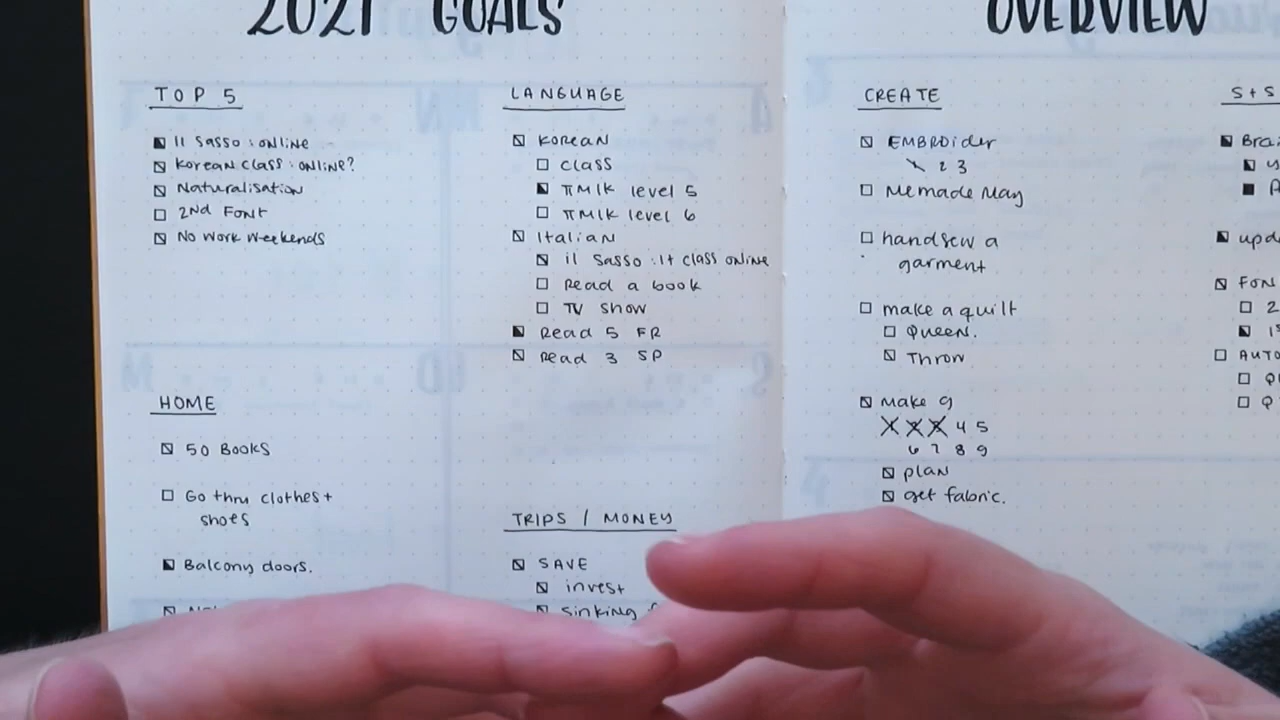 2021 GOALS
TOP 5
Il Sasso : online
Korean class : online?
Naturalisation
2nd Font
No Work Weekends
HOME
50 Books
Go thru clothes +
shoes
Balcony doors.
LANGUAGE
Korean
class
TTMIK level 5
TTMIK level 6
Italian
il Sasso : It class online
Read a book
TV show
Read 5 FR
Read 3 SP
TRIPS / MONEY
SAVE
invest
sinking
OVERVIEW
CREATE
EMBROider
1 2 3
Me made May
handsew a
garment
make a quilt
Queen.
Throw
make 9
4 5
6 7 8 9
plan
get fabric.
S+S